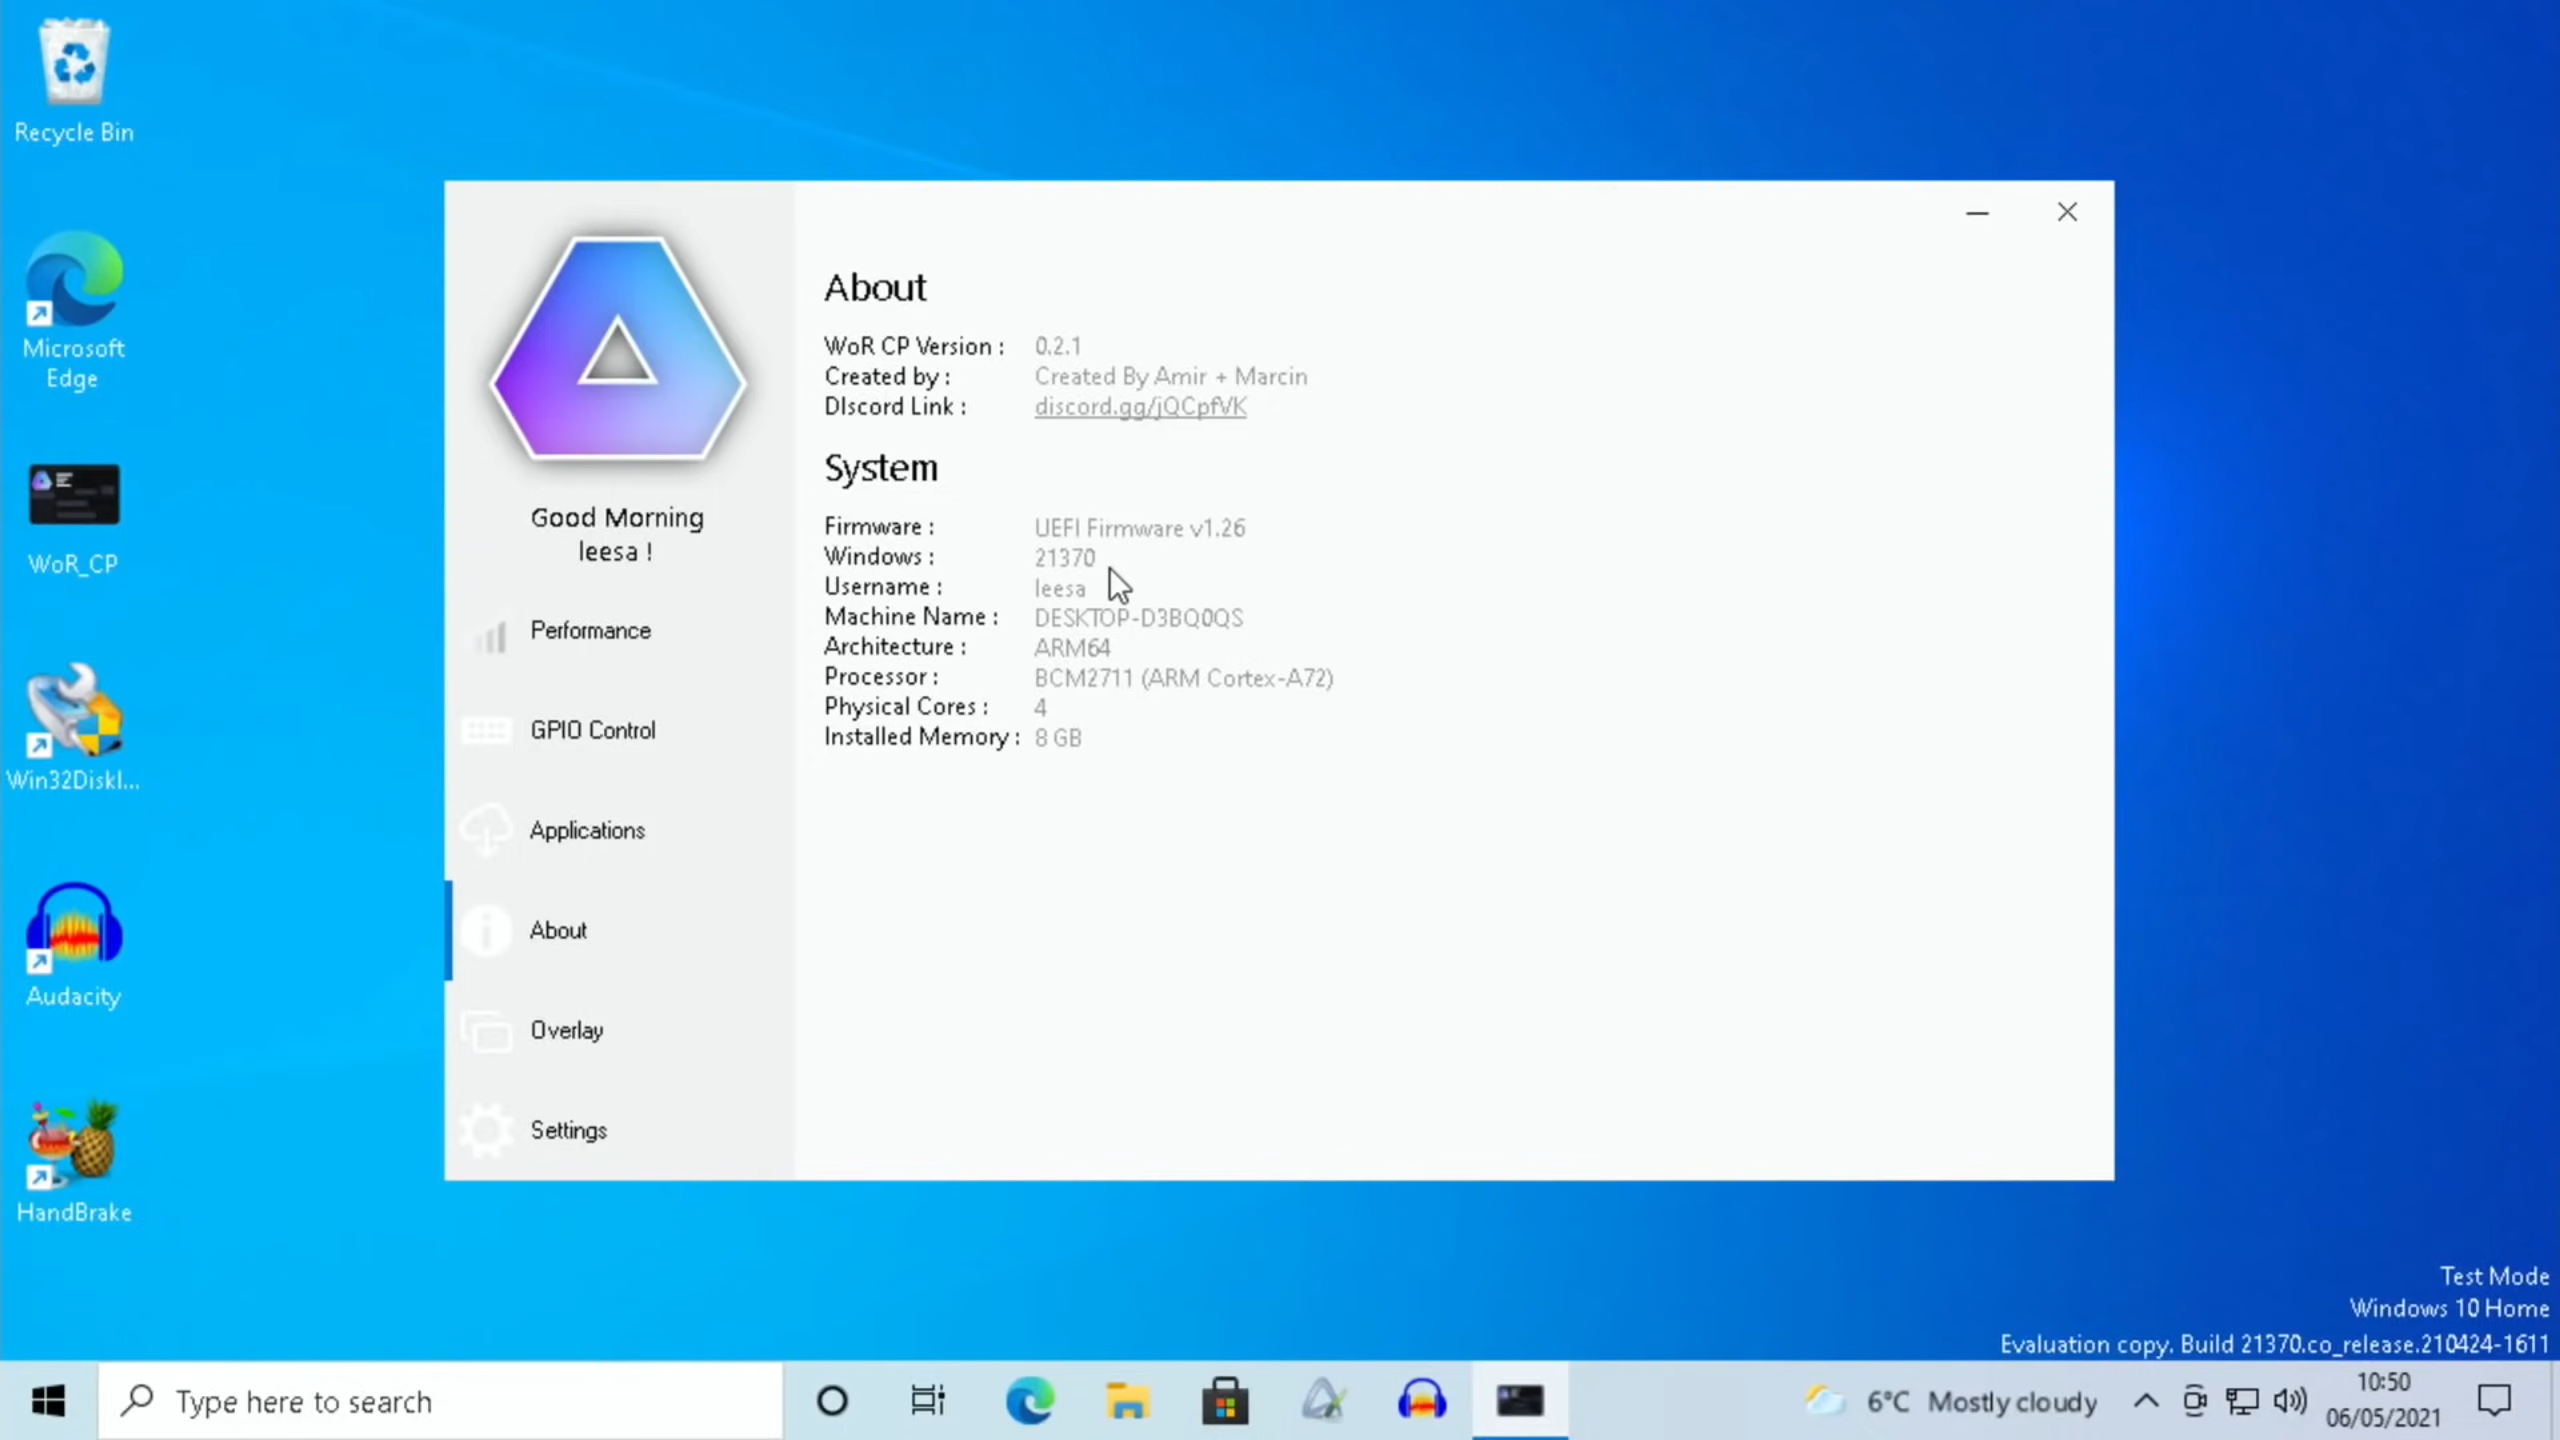 Recycle Bin
Microsoft
Edge
WoR_CP
Win32DiskI...
Audacity
HandBrake
Good Morning
leesa !
Performance
GPIO Control
Applications
About
Overlay
Settings
About
WoR CP Version : 0.2.1
Created by : Created By Amir + Marcin
DIscord Link : discord.gg/jQCpfVK
System
Firmware : UEFI Firmware v1.26
Windows : 21370
Username : leesa
Machine Name : DESKTOP-D3BQ0QS
Architecture : ARM64
Processor : BCM2711 (ARM Cortex-A72)
Physical Cores : 4
Installed Memory : 8 GB
Test Mode
Windows 10 Home
Evaluation copy. Build 21370.co_release.210424-1611
Type here to search
6°C Mostly cloudy
10:50
06/05/2021